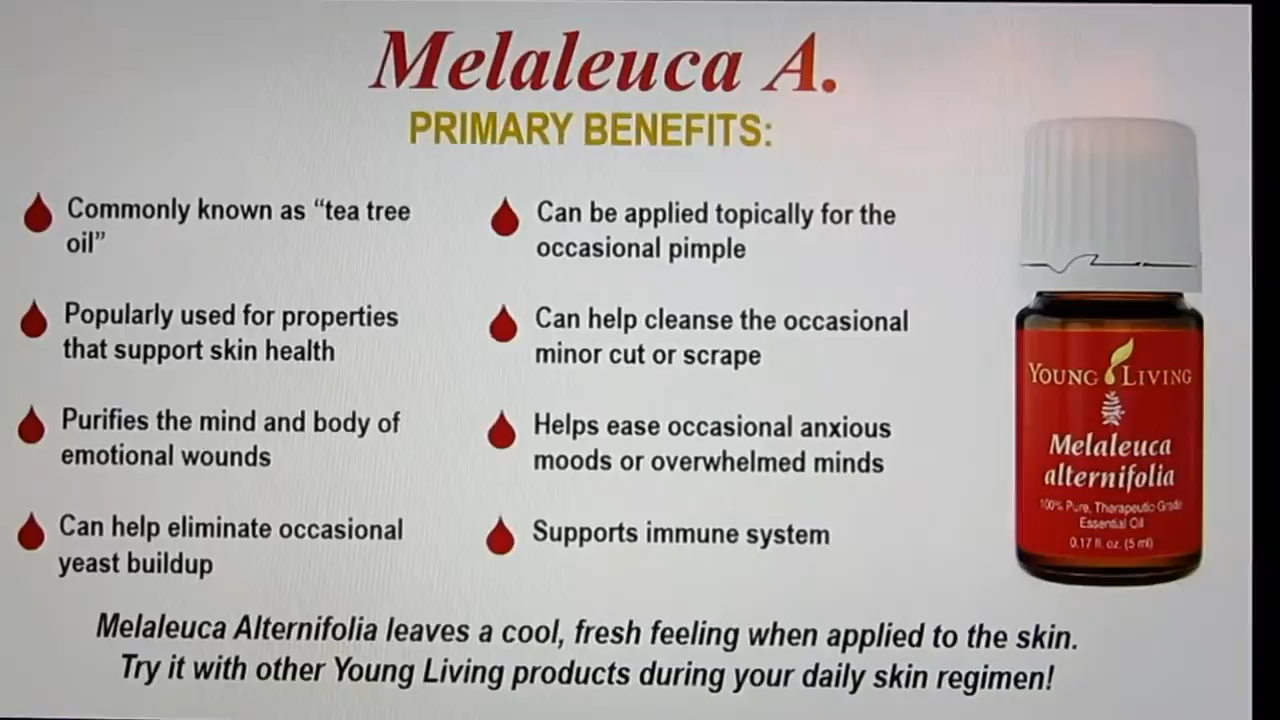 Melaleuca A.
PRIMARY BENEFITS:
Commonly known as “tea tree
oil”
Popularly used for properties
that support skin health
Purifies the mind and body of
emotional wounds
Can help eliminate occasional
yeast buildup
Can be applied topically for the
occasional pimple
Can help cleanse the occasional
minor cut or scrape
Helps ease occasional anxious
moods or overwhelmed minds
Supports immune system
YOUNG LIVING
Melaleuca
alternifolia
100% Pure, Therapeutic-Grade
Essential Oil
0.17 fl. oz. (5 ml)
Melaleuca Alternifolia leaves a cool, fresh feeling when applied to the skin.
Try it with other Young Living products during your daily skin regimen!